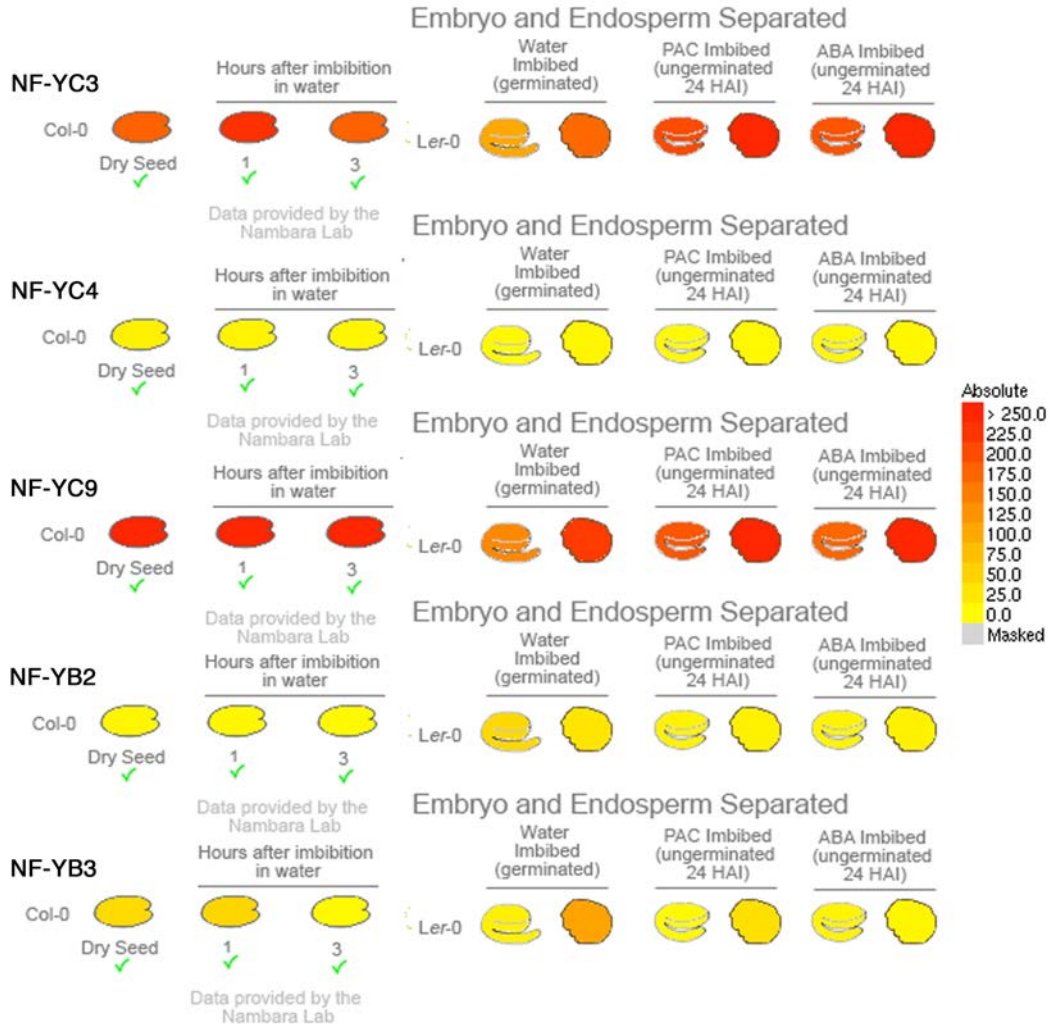 Embryo and Endosperm Separated
NF-YC3
Hours after imbibition
in water
Water
Imbibed
(germinated)
PAC Imbibed
(ungerminated
24 HAI)
ABA Imbibed
(ungerminated
24 HAI)
Col-0
Ler-0
Dry Seed
1
3
Data provided by the
Nambara Lab
Embryo and Endosperm Separated
NF-YC4
Hours after imbibition
in water
Water
Imbibed
(germinated)
PAC Imbibed
(ungerminated
24 HAI)
ABA Imbibed
(ungerminated
24 HAI)
Col-0
Ler-0
Dry Seed
1
3
Data provided by the
Nambara Lab
Embryo and Endosperm Separated
NF-YC9
Hours after imbibition
in water
Water
Imbibed
(germinated)
PAC Imbibed
(ungerminated
24 HAI)
ABA Imbibed
(ungerminated
24 HAI)
Col-0
Ler-0
Dry Seed
1
3
Data provided by the
Nambara Lab
Embryo and Endosperm Separated
NF-YB2
Hours after imbibition
in water
Water
Imbibed
(germinated)
PAC Imbibed
(ungerminated
24 HAI)
ABA Imbibed
(ungerminated
24 HAI)
Col-0
Ler-0
Dry Seed
1
3
Data provided by the
Nambara Lab
Embryo and Endosperm Separated
NF-YB3
Hours after imbibition
in water
Water
Imbibed
(germinated)
PAC Imbibed
(ungerminated
24 HAI)
ABA Imbibed
(ungerminated
24 HAI)
Col-0
Ler-0
Dry Seed
1
3
Data provided by the
Nambara Lab
Absolute
> 250.0
225.0
200.0
175.0
150.0
125.0
100.0
75.0
50.0
25.0
0.0
Masked